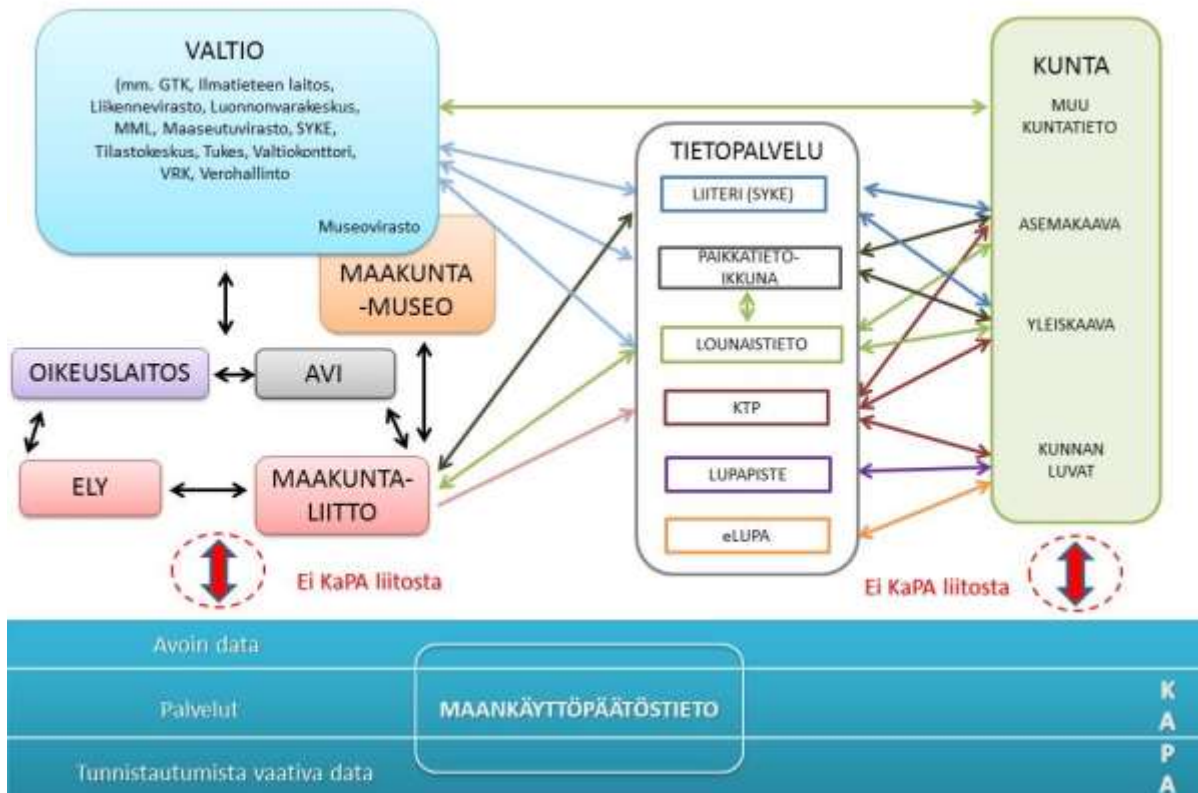 VALTIO
(mm. GTK, Ilmatieteen laitos,
Liikennevirasto, Luonnonvarakeskus,
MML, Maaseutuvirasto, SYKE,
Tilastokeskus, Tukes, Valtiokonttori,
VRK, Verohallinto
Museovirasto
MAAKUNTA
-MUSEO
OIKEUSLAITOS
AVI
ELY
MAAKUNTA-
LIITTO
Ei KaPA liitosta
TIETOPALVELU
LIITERI (SYKE)
PAIKKATIETO-
IKKUNA
LOUNAISTIETO
KTP
LUPAPISTE
eLUPA
KUNTA
MUU
KUNTATIETO
ASEMAKAAVA
YLEISKAAVA
KUNNAN
LUVAT
Ei KaPA liitosta
Avoin data
Palvelut
MAANKÄYTTÖPÄÄTÖSTIETO
Tunnistautumista vaativa data
K
A
P
A